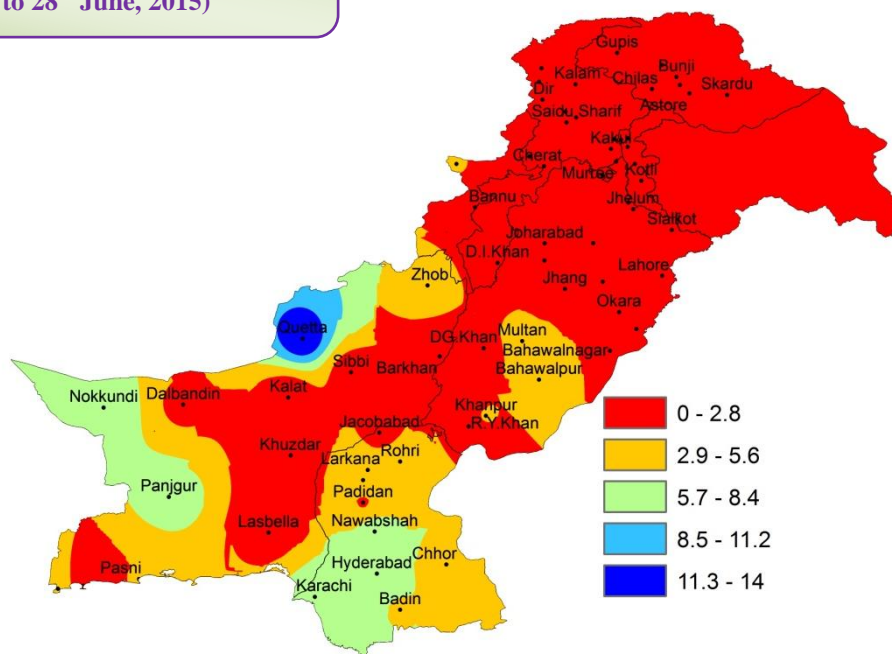 to 28 June, 2015)
Gupis
Kalam
Chilas
Bunji
Skardu
Dir
Astore
Saidu Sharif
Kakul
Cherat
Murree
Kotli
Bannu
Jhelum
Sialkot
Joharabad
D.I.Khan
Lahore
Zhob
Jhang
Okara
Quetta
DG.Khan
Multan
Bahawalnagar
Sibbi
Barkhan
Bahawalpur
Nokkundi
Dalbandin
Kalat
Khanpur
Jacobabad
R.Y.Khan
0 - 2.8
Khuzdar
Larkana
Rohri
2.9 - 5.6
Panjgur
Padidan
5.7 - 8.4
Lasbella
Nawabshah
8.5 - 11.2
Pasni
Hyderabad
Chhor
Karachi
11.3 - 14
Badin